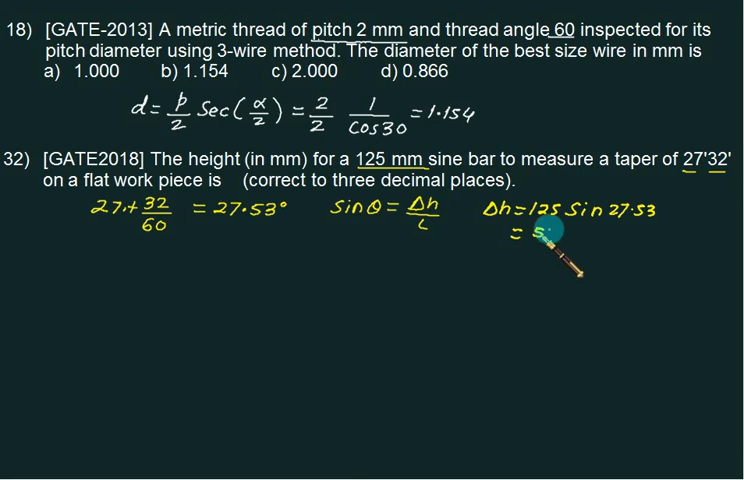 18) [GATE-2013] A metric thread of pitch 2 mm and thread angle 60 inspected for its
pitch diameter using 3-wire method. The diameter of the best size wire in mm is
a) 1.000 b) 1.154 c) 2.000 d) 0.866
d = p/2 Sec(α/2) = 2/2 1/cos30 = 1.154
32) [GATE2018] The height (in mm) for a 125 mm sine bar to measure a taper of 27'32'
on a flat work piece is (correct to three decimal places).
27.+ 32/60 = 27.53° sinθ = Δh/L Δh = 125 Sin 27.53
= 5